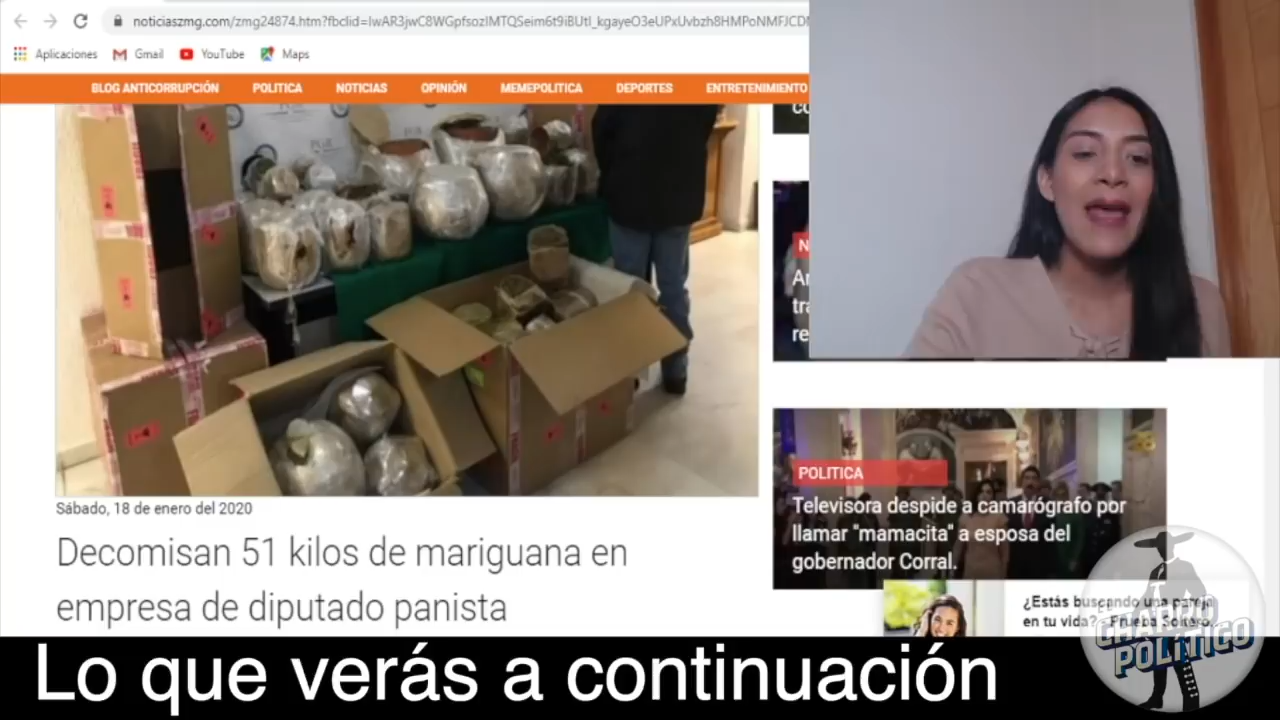 noticiaszmg.com/zmg24874.htm?fbclid=IwAR3jwC8WGpfsozIMTQSeim6t9iBUtI_kgayeO3eUPxUvbzh8HMPoNMFJCDN
Aplicaciones Gmail YouTube Maps
BLOG ANTICORRUPCIÓN POLITICA NOTICIAS OPINIÓN MEMEPOLITICA DEPORTES ENTRETENIMIENTO
PGR
Sábado, 18 de enero del 2020
Decomisan 51 kilos de mariguana en
empresa de diputado panista
POLITICA
Televisora despide a camarógrafo por
llamar "mamacita" a esposa del
gobernador Corral.
¿Estás buscando una pareja
en tu vida? - Prueba Soltero.
CHARRO
POLÍTICO
Lo que verás a continuación